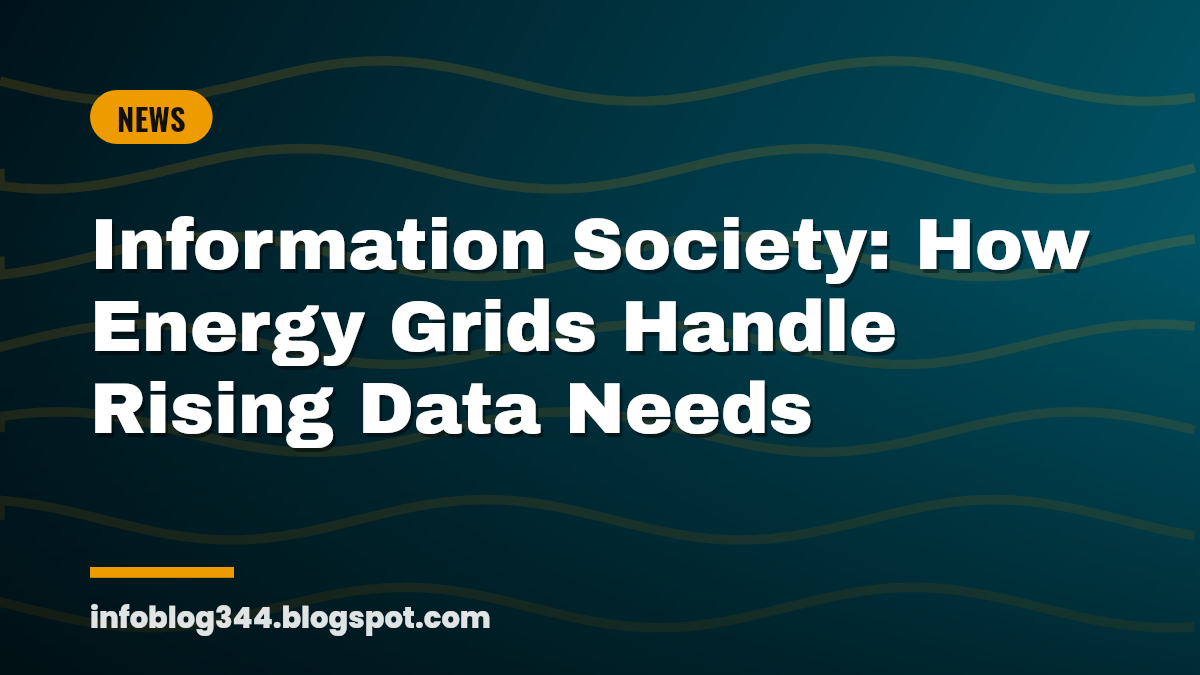 NEWS
Information Society: How
Energy Grids Handle
Rising Data Needs
infoblog344.blogspot.com